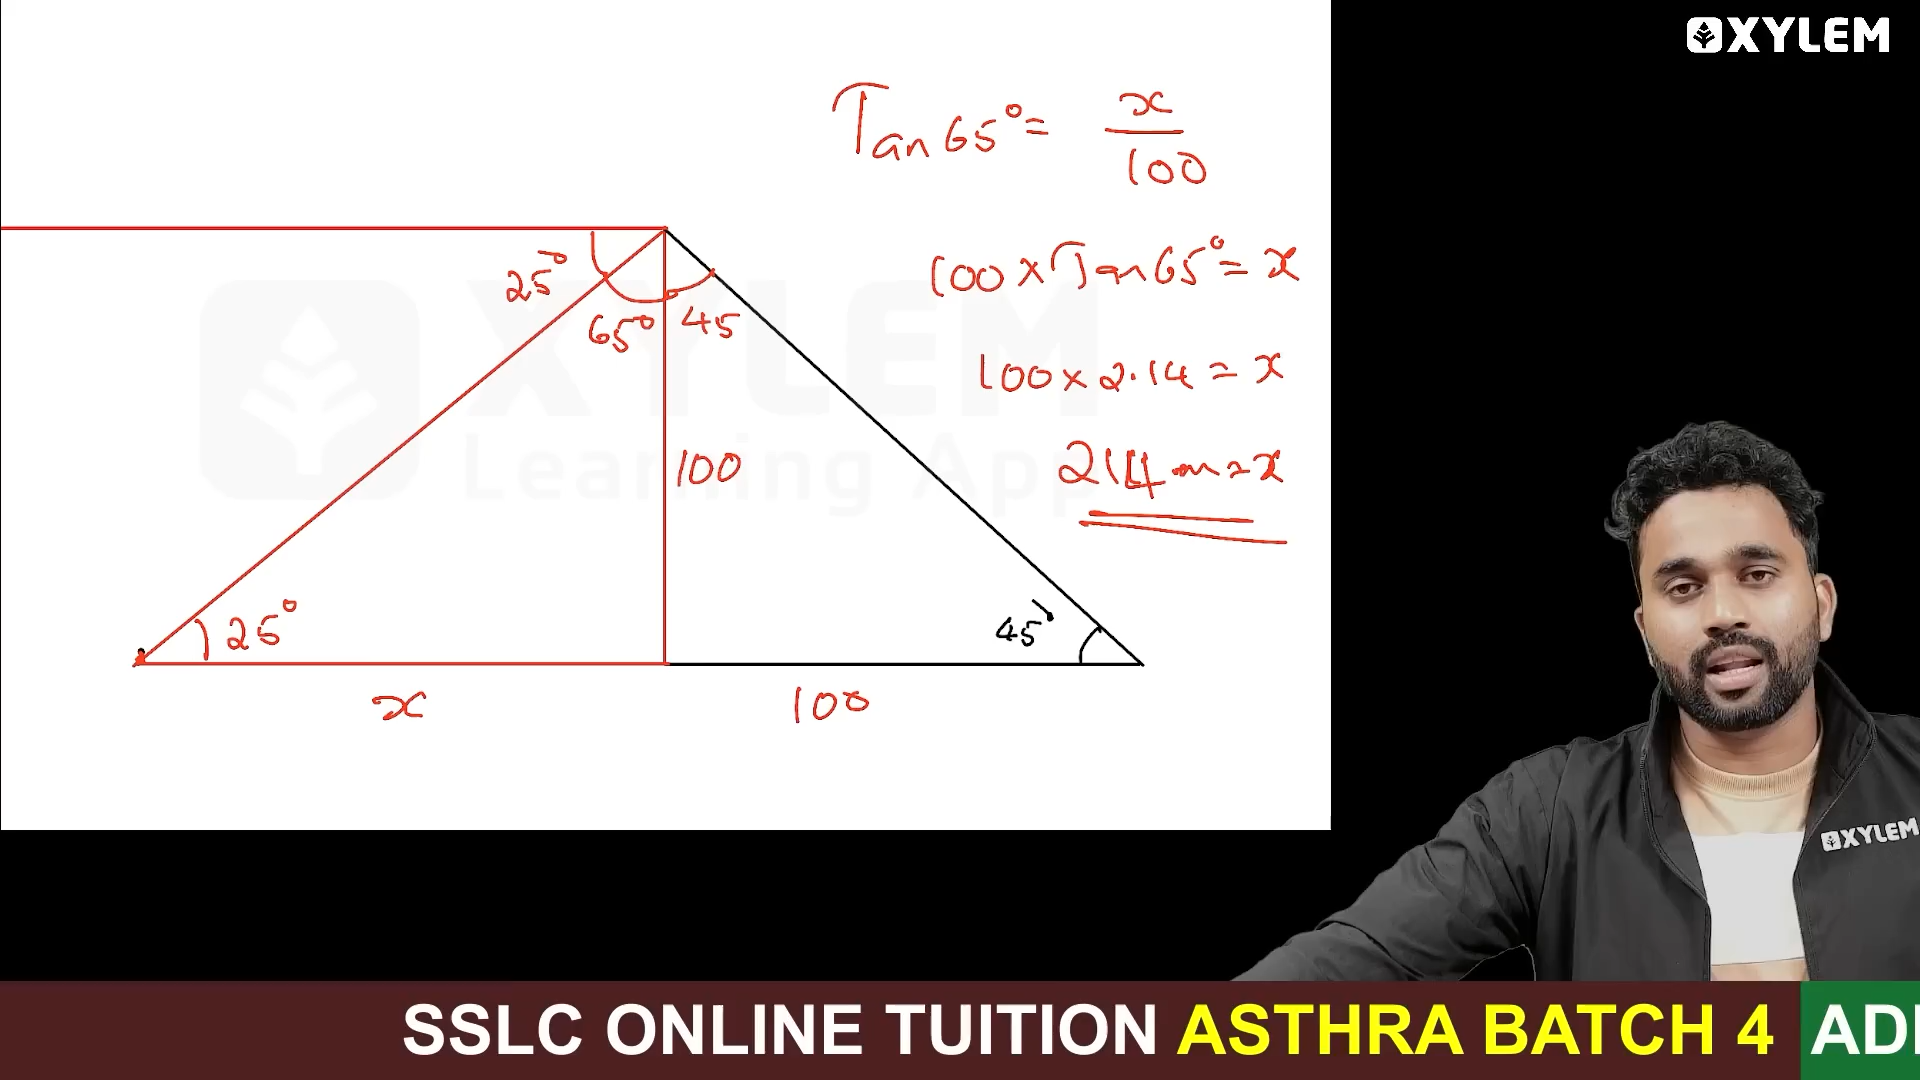 XYLEM
Tan 65° = x/100
25°
65° 45
100 × Tan 65° = x
100 × 2.14 = x
XYLEM
Learning App
100
214 m = x
25°
45°
x
100
XYLEM
SSLC ONLINE TUITION ASTHRA BATCH 4 ADI